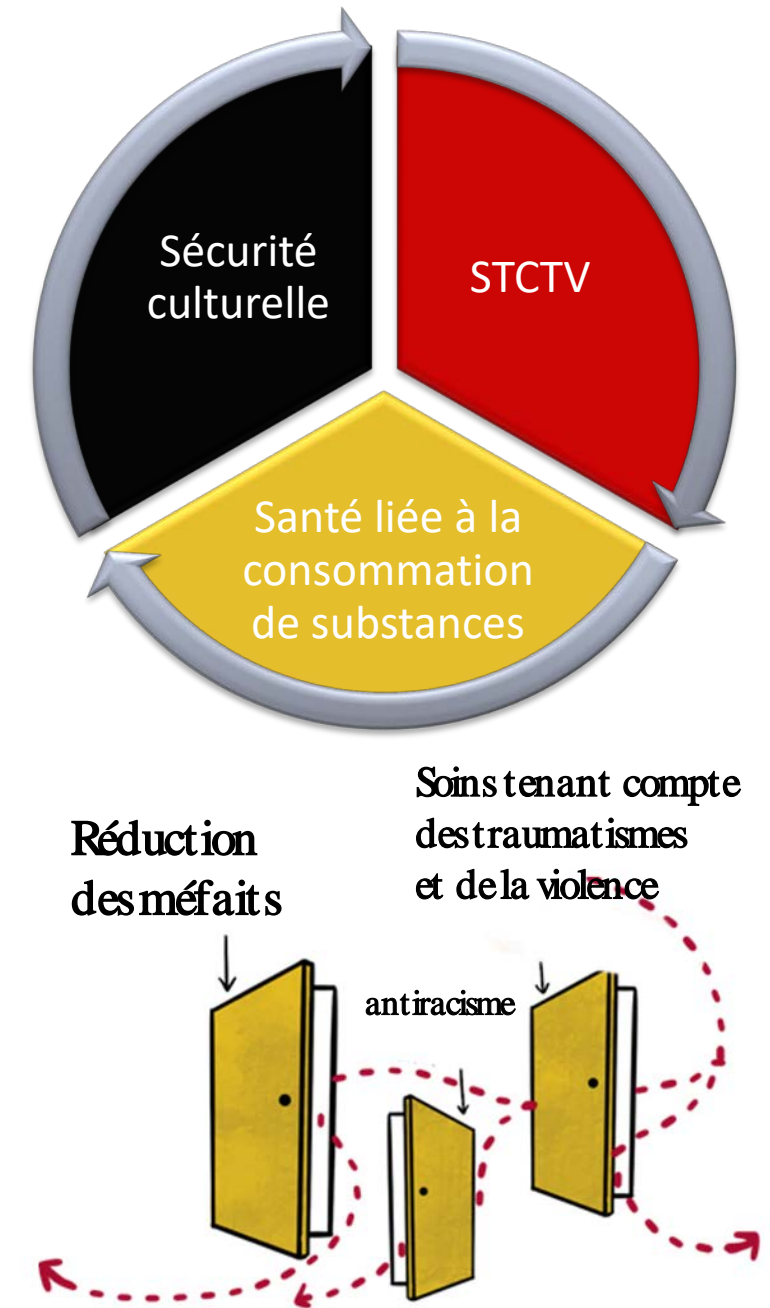 Sécurité
culturelle
STCTV
Santé liée à la
consommation
de substances
Soins tenant compte
des traumatismes
et de la violence
Réduction
des méfaits
antiracisme